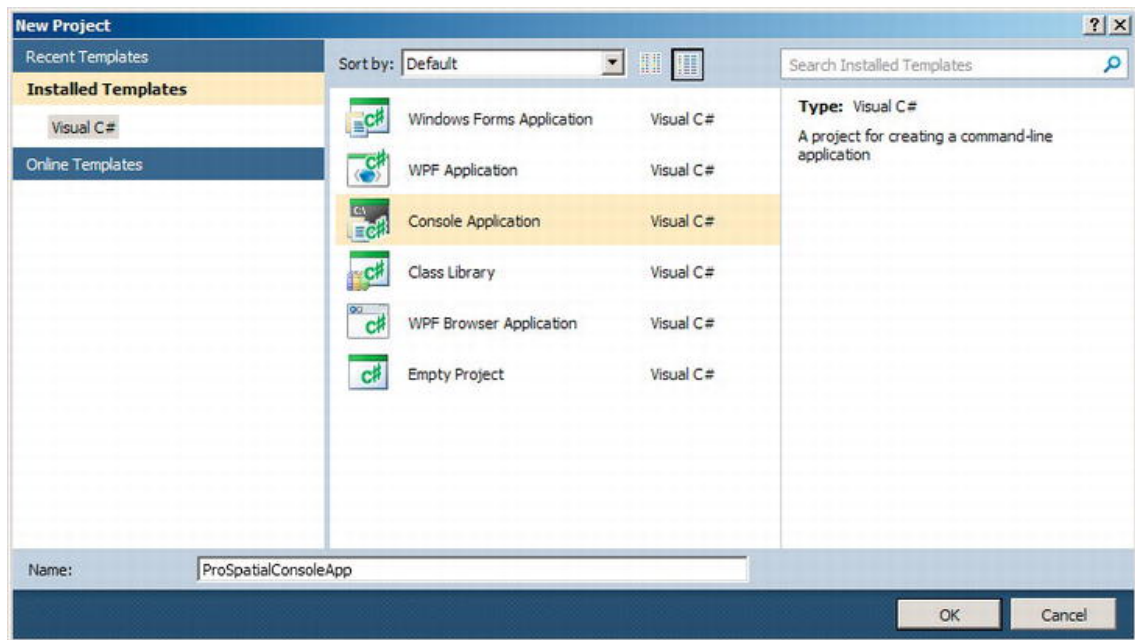 New Project
Recent Templates
Installed Templates
Visual C#
Online Templates
Sort by: Default
Search Installed Templates
Windows Forms Application Visual C#
WPF Application Visual C#
Console Application Visual C#
Class Library Visual C#
WPF Browser Application Visual C#
Empty Project Visual C#
Type: Visual C#
A project for creating a command-line
application
Name: ProSpatialConsoleApp
OK Cancel